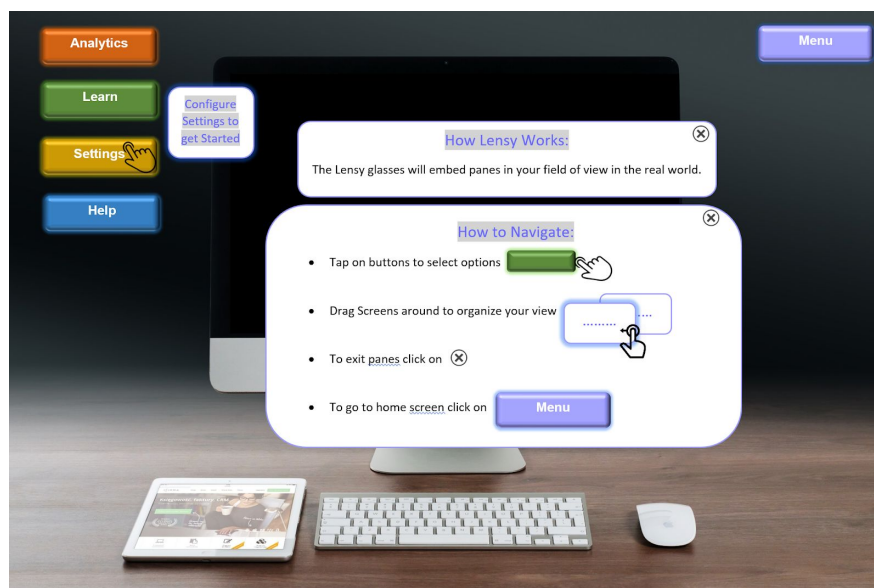 Analytics
Menu
Learn
Configure
Settings to
get Started
Settings
Help
How Lensy Works:
The Lensy glasses will embed panes in your field of view in the real world.
How to Navigate:
Tap on buttons to select options
Drag Screens around to organize your view
.........
....
To exit panes click on
To go to home screen click on Menu